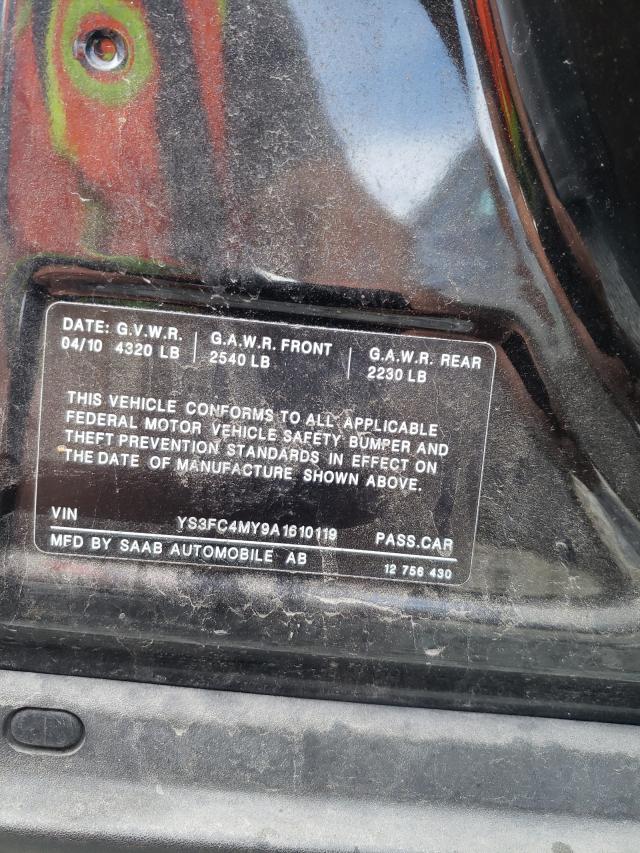 DATE: G.V.W.R. | G.A.W.R. FRONT | G.A.W.R. REAR
04/10 4320 LB 2540 LB 2230 LB
THIS VEHICLE CONFORMS TO ALL APPLICABLE
FEDERAL MOTOR VEHICLE SAFETY BUMPER AND
THEFT PREVENTION STANDARDS IN EFFECT ON
THE DATE OF MANUFACTURE SHOWN ABOVE.
VIN YS3FC4MY9A1610119 PASS.CAR
MFD BY SAAB AUTOMOBILE AB 12 756 430